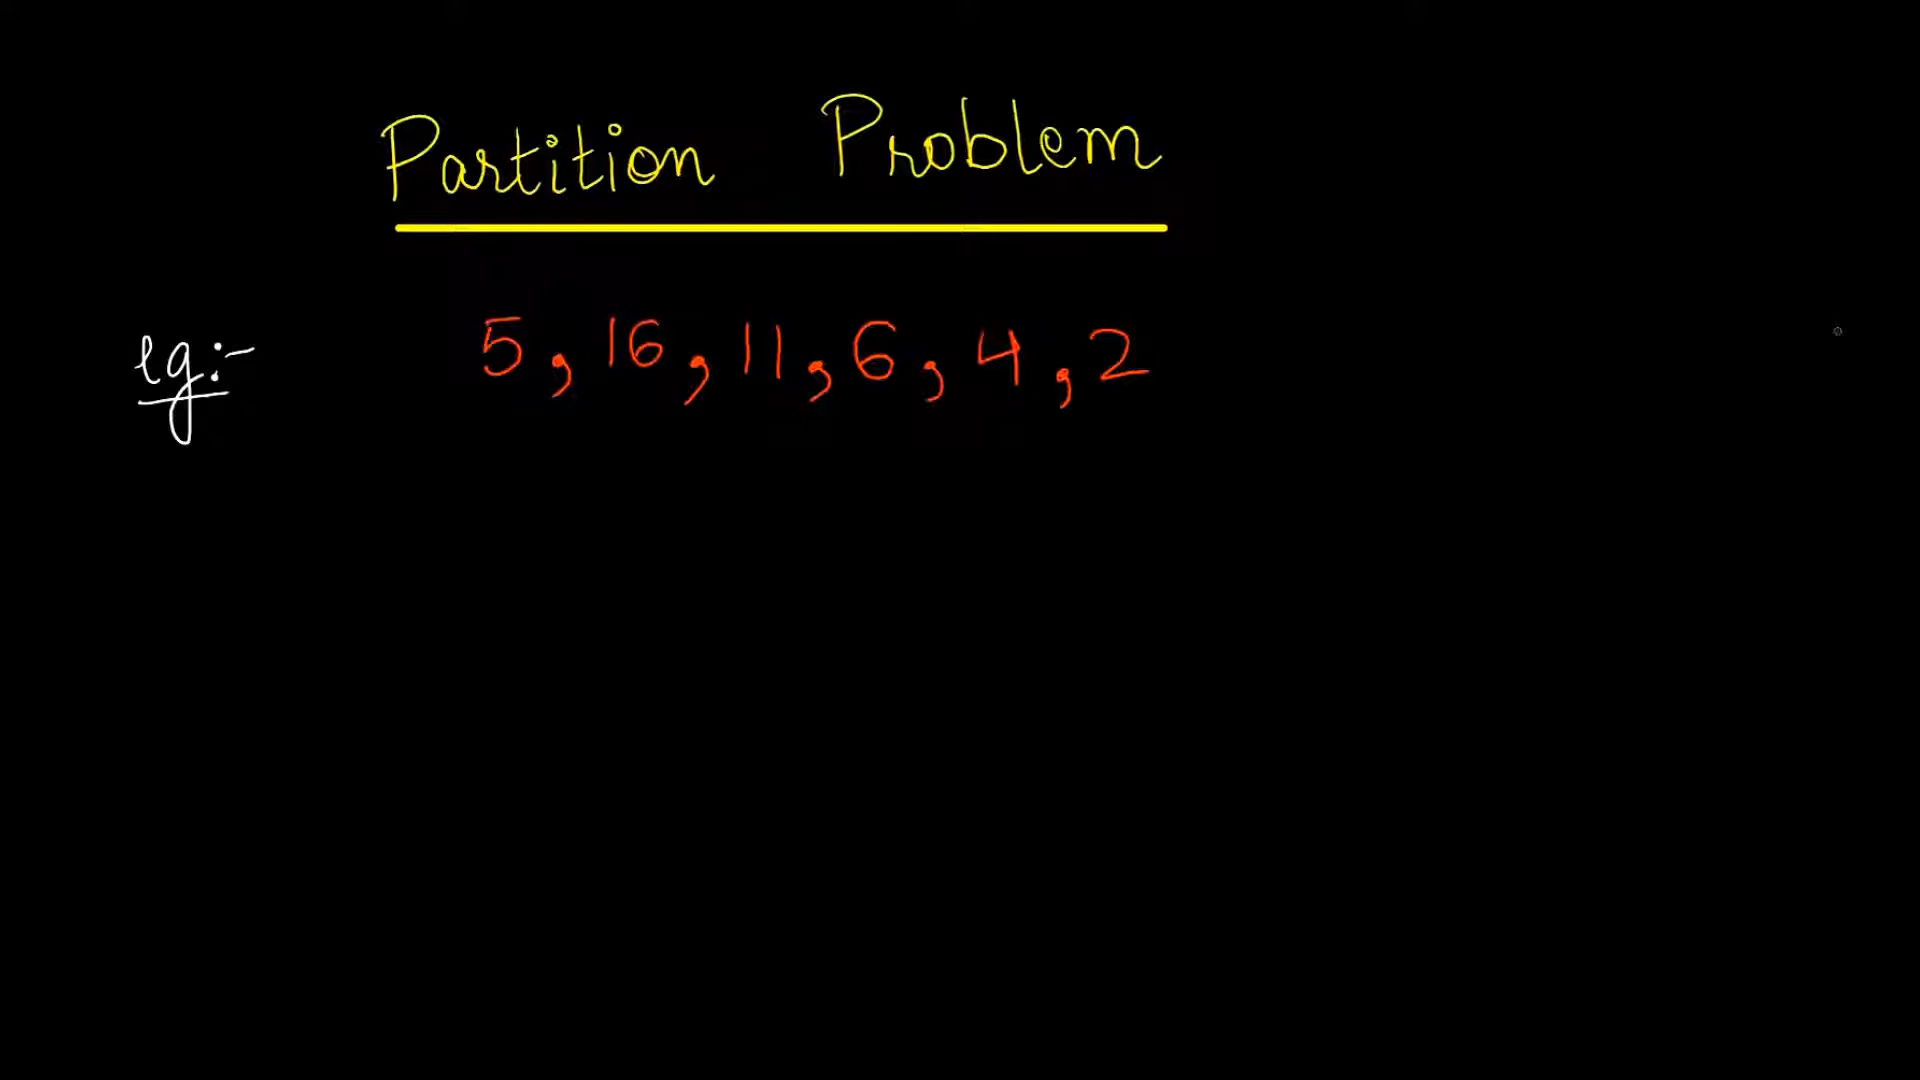 Partition Problem
eg:-
5, 16, 11, 6, 4, 2